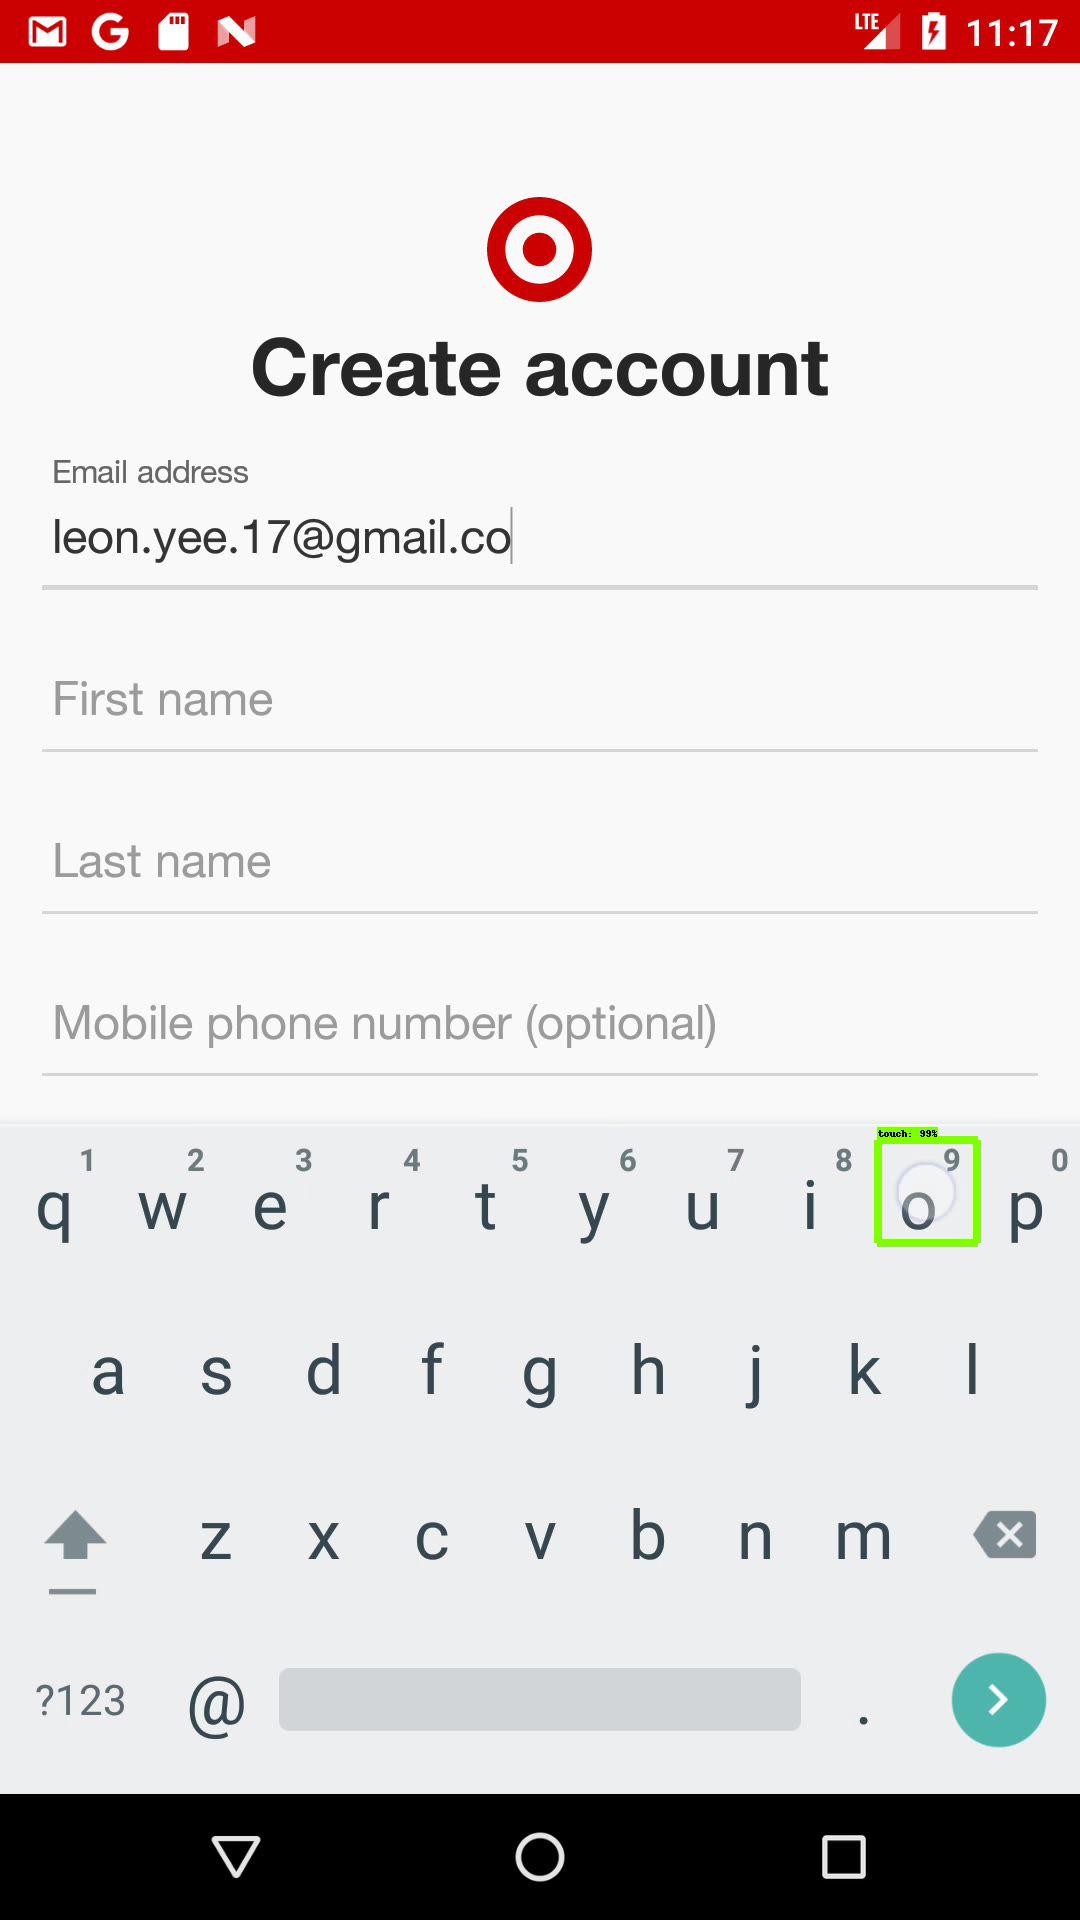 LTE 11:17
Create account
Email address
leon.yee.17@gmail.co
First name
Last name
Mobile phone number (optional)
touch: 99%
1 2 3 4 5 6 7 8 9 0
q w e r t y u i o p
a s d f g h j k l
z x c v b n m
?123 @ .